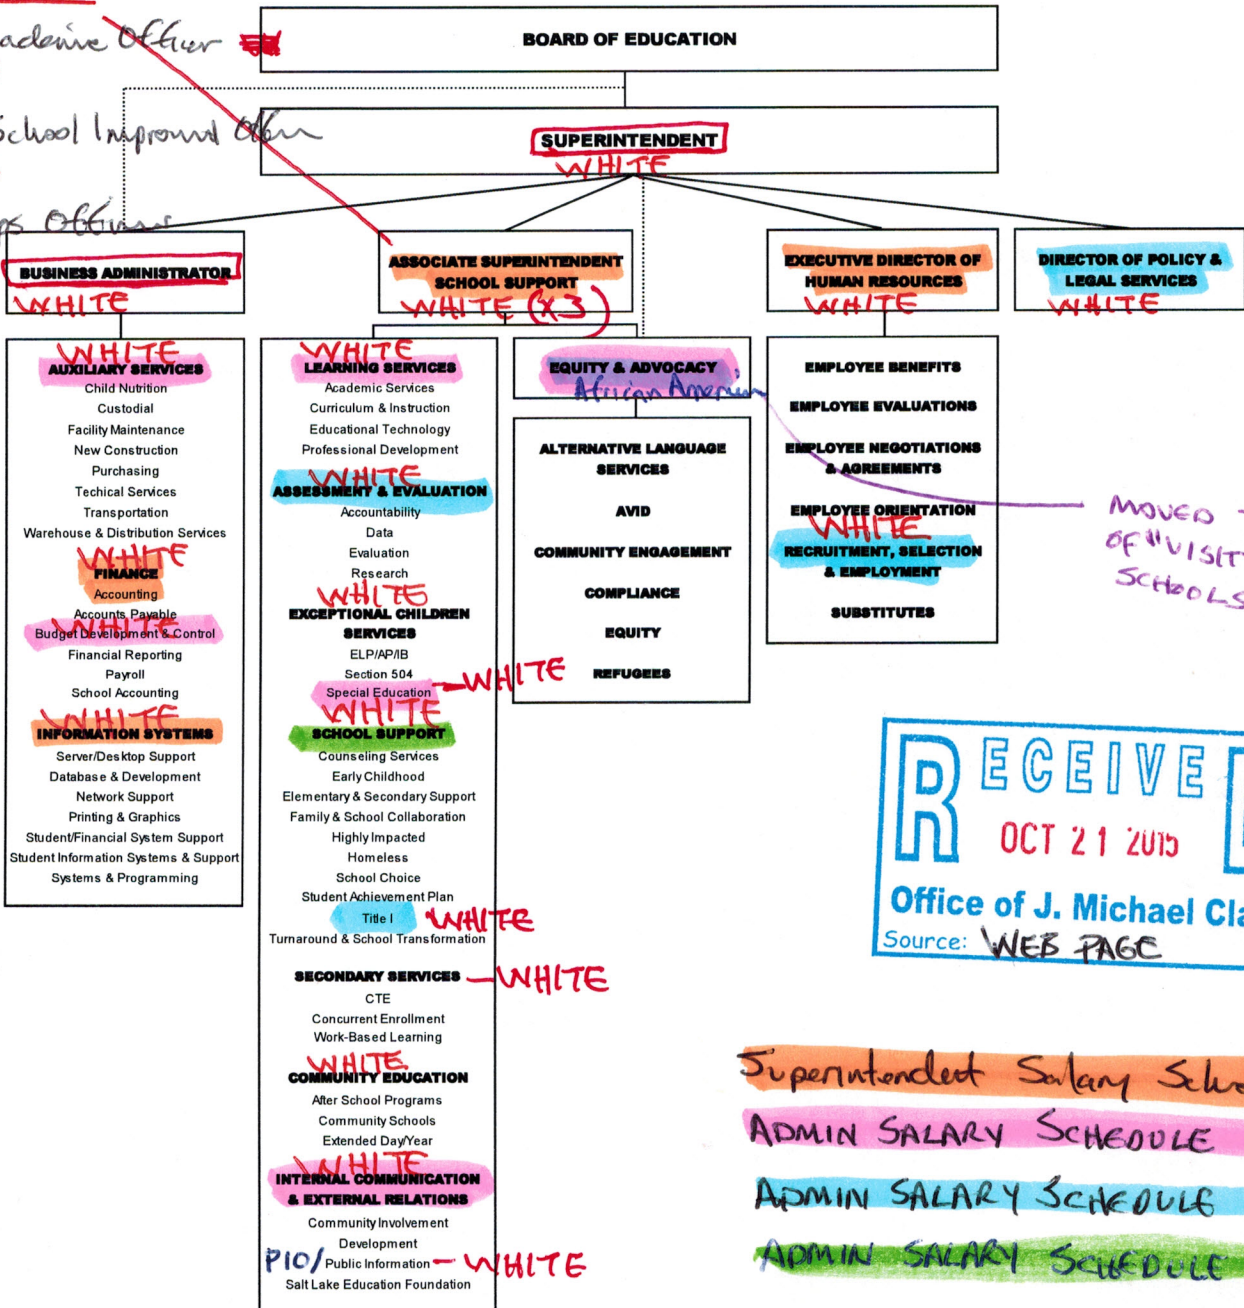 Officer
BOARD OF EDUCATION
School
SUPERINTENDENT
WHITE
BUSINESS ADMINISTRATOR
WHITE
ASSOCIATE SUPERINTENDENT
SCHOOL SUPPORT
WHITE (x3)
EXECUTIVE DIRECTOR OF
HUMAN RESOURCES
WHITE
DIRECTOR OF POLICY &
LEGAL SERVICES
WHITE
WHITE
AUXILIARY SERVICES
Child Nutrition
Custodial
Facility Maintenance
New Construction
Purchasing
Techical Services
Transportation
Warehouse & Distribution Services
WHITE
FINANCE
Accounting
Accounts Payable
WHITE
Budget Development & Control
Financial Reporting
Payroll
School Accounting
WHITE
INFORMATION SYSTEMS
Server/Desktop Support
Database & Development
Network Support
Printing & Graphics
Student/Financial System Support
Student Information Systems & Support
Systems & Programming
WHITE
LEARNING SERVICES
Academic Services
Curriculum & Instruction
Educational Technology
Professional Development
WHITE
ASSESSMENT & EVALUATION
Accountability
Data
Evaluation
Research
WHITE
EXCEPTIONAL CHILDREN
SERVICES
ELP/AP/IB
Section 504
Special Education - WHITE
WHITE
SCHOOL SUPPORT
Counseling Services
Early Childhood
Elementary & Secondary Support
Family & School Collaboration
Highly Impacted
Homeless
School Choice
Student Achievement Plan
Title I WHITE
Turnaround & School Transformation
SECONDARY SERVICES - WHITE
CTE
Concurrent Enrollment
Work-Based Learning
WHITE
COMMUNITY EDUCATION
After School Programs
Community Schools
Extended Day/Year
WHITE
INTERNAL COMMUNICATION
& EXTERNAL RELATIONS
Community Involvement
Development
PIO/ Public Information - WHITE
Salt Lake Education Foundation
EQUITY & ADVOCACY
African American
ALTERNATIVE LANGUAGE
SERVICES
AVID
COMMUNITY ENGAGEMENT
COMPLIANCE
EQUITY
REFUGEES
EMPLOYEE BENEFITS
EMPLOYEE EVALUATIONS
EMPLOYEE NEGOTIATIONS
& AGREEMENTS
EMPLOYEE ORIENTATION
WHITE
RECRUITMENT, SELECTION
& EMPLOYMENT
SUBSTITUTES
MOVED
OF "VISIT
SCHOOLS
RECEIVE
OCT 21 2015
Office of J. Michael Cla
Source: WEB PAGE
Superintendent Salary Sche
ADMIN SALARY SCHEDULE
ADMIN SALARY SCHEDULE
ADMIN SALARY SCHEDULE